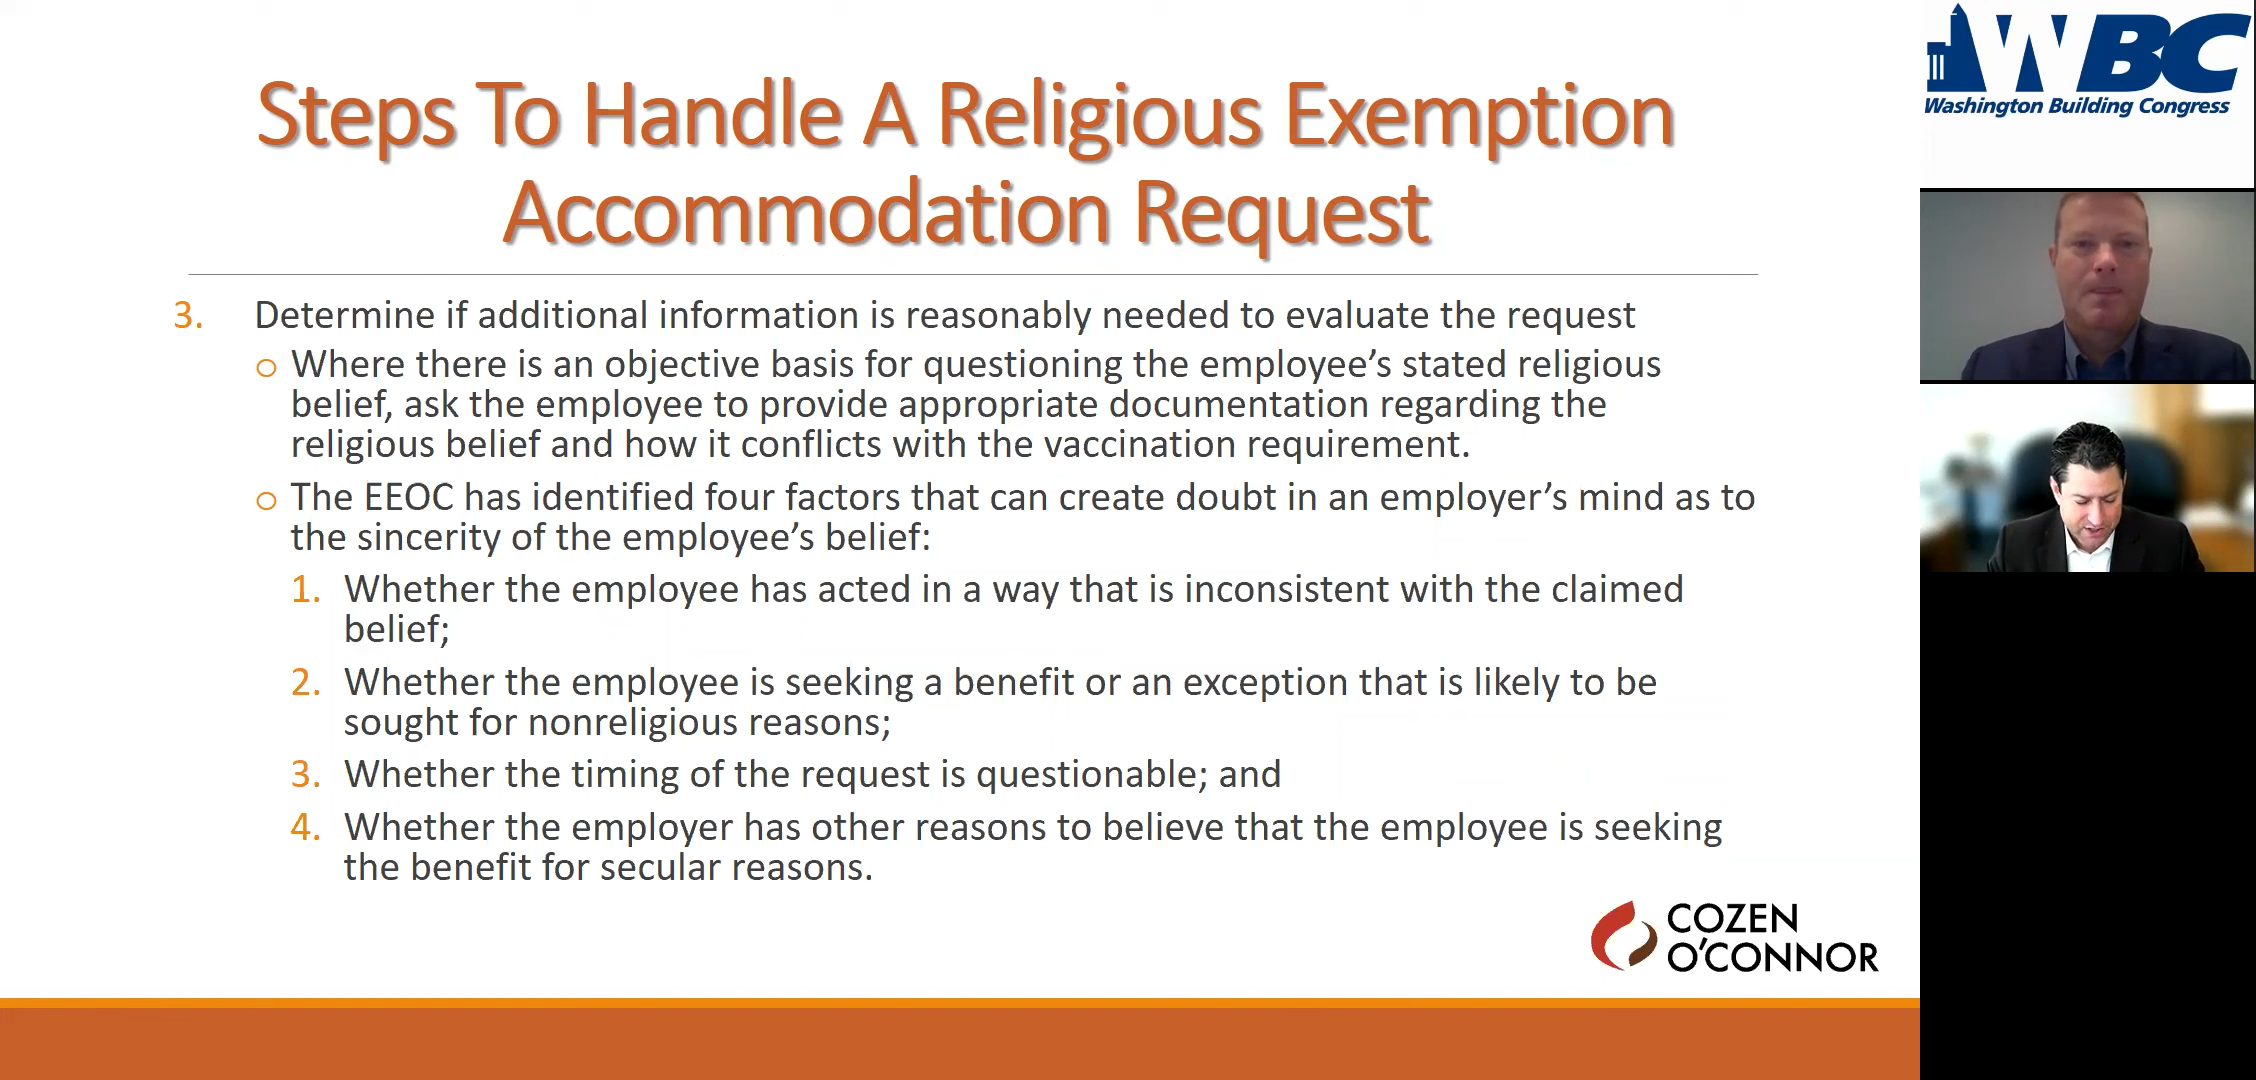 Steps To Handle A Religious Exemption
Accommodation Request
3. Determine if additional information is reasonably needed to evaluate the request
o Where there is an objective basis for questioning the employee’s stated religious
belief, ask the employee to provide appropriate documentation regarding the
religious belief and how it conflicts with the vaccination requirement.
o The EEOC has identified four factors that can create doubt in an employer’s mind as to
the sincerity of the employee’s belief:
1. Whether the employee has acted in a way that is inconsistent with the claimed
belief;
2. Whether the employee is seeking a benefit or an exception that is likely to be
sought for nonreligious reasons;
3. Whether the timing of the request is questionable; and
4. Whether the employer has other reasons to believe that the employee is seeking
the benefit for secular reasons.
COZEN
O’CONNOR
WBC
Washington Building Congress